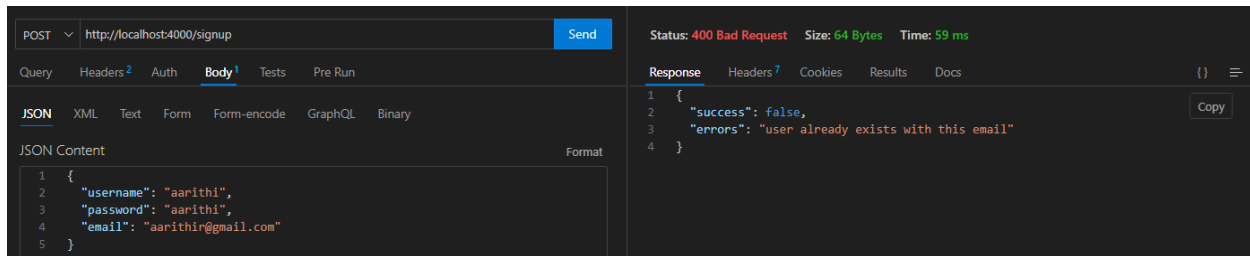 POST http://localhost:4000/signup Send
Query Headers 2 Auth Body 1 Tests Pre Run
JSON XML Text Form Form-encode GraphQL Binary
JSON Content Format
1 {
2 "username": "aarithi",
3 "password": "aarithi",
4 "email": "aarithir@gmail.com"
5 }
Status: 400 Bad Request Size: 64 Bytes Time: 59 ms
Response Headers 7 Cookies Results Docs {}
1 {
2 "success": false,
3 "errors": "user already exists with this email"
4 }
Copy